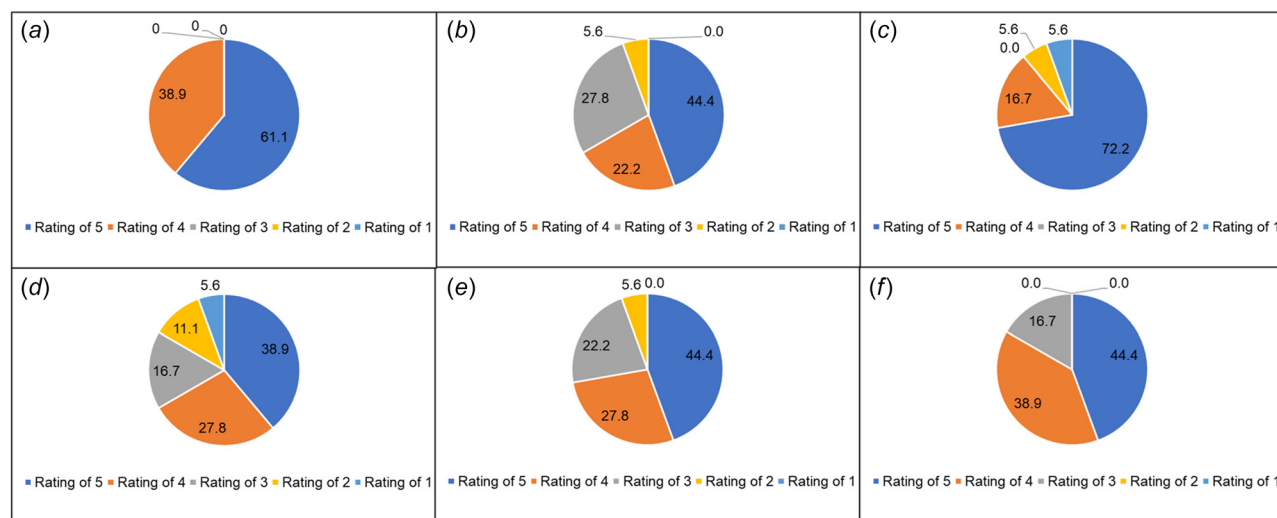 (a)
0
0
0
38.9
61.1
Rating of 5 Rating of 4 Rating of 3 Rating of 2 Rating of 1
(b)
5.6
0.0
27.8
44.4
22.2
Rating of 5 Rating of 4 Rating of 3 Rating of 2 Rating of 1
(c)
5.6
5.6
0.0
16.7
72.2
Rating of 5 Rating of 4 Rating of 3 Rating of 2 Rating of 1
(d)
5.6
11.1
38.9
16.7
27.8
Rating of 5 Rating of 4 Rating of 3 Rating of 2 Rating of 1
(e)
5.6
0.0
22.2
44.4
27.8
Rating of 5 Rating of 4 Rating of 3 Rating of 2 Rating of 1
(f)
0.0
0.0
16.7
44.4
38.9
Rating of 5 Rating of 4 Rating of 3 Rating of 2 Rating of 1